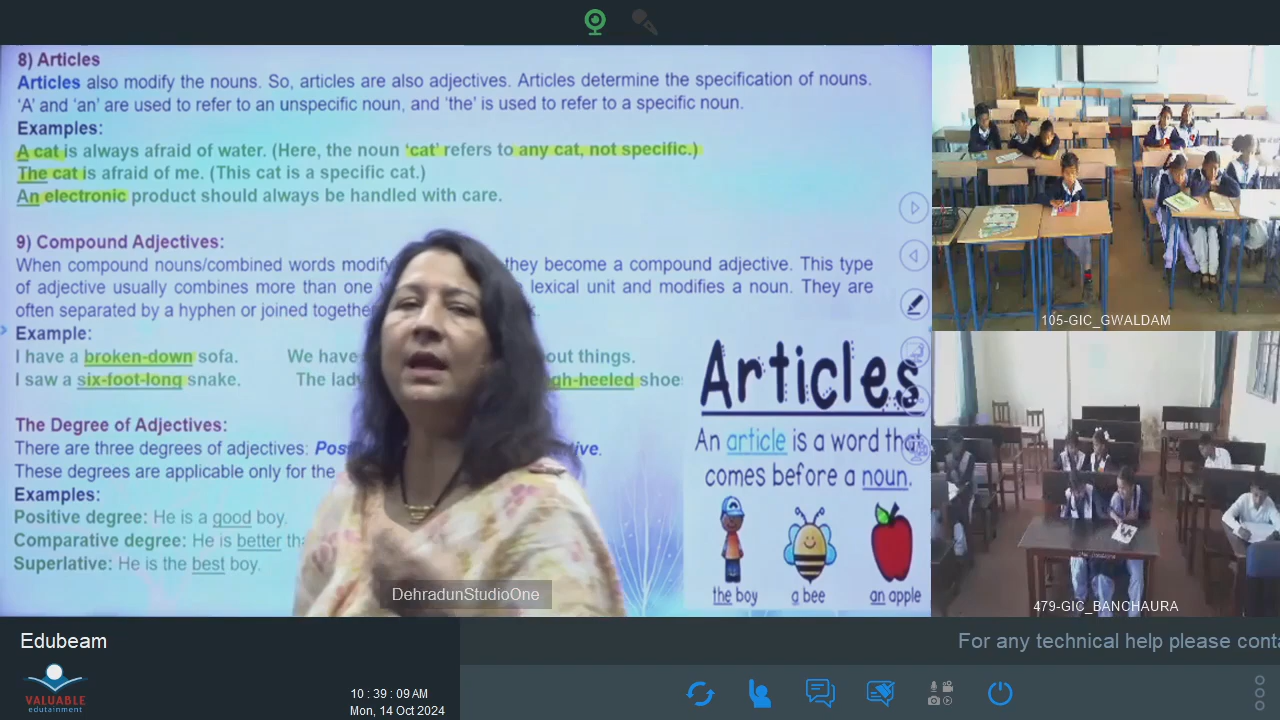 8) Articles
Articles also modify the nouns. So, articles are also adjectives. Articles determine the specification of nouns.
'A' and 'an' are used to refer to an unspecific noun, and 'the' is used to refer to a specific noun.
Examples:
A cat is always afraid of water. (Here, the noun 'cat' refers to any cat, not specific.)
The cat is afraid of me. (This cat is a specific cat.)
An electronic product should always be handled with care.
9) Compound Adjectives:
When compound nouns/combined words modify they become a compound adjective. This type
of adjective usually combines more than one lexical unit and modifies a noun. They are
often separated by a hyphen or joined together
Example:
I have a broken-down sofa. We have out things.
I saw a six-foot-long snake. The lady gh-heeled shoe
The Degree of Adjectives:
There are three degrees of adjectives: Pos ive.
These degrees are applicable only for the
Examples:
Positive degree: He is a good boy.
Comparative degree: He is better th
Superlative: He is the best boy.
Articles
An article is a word that
comes before a noun.
the boy a bee an apple
DehradunStudioOne
105-GIC_GWALDAM
479-GIC_BANCHAURA
Edubeam
VALUABLE
edutainment
10 : 39 : 09 AM
Mon, 14 Oct 2024
For any technical help please conta